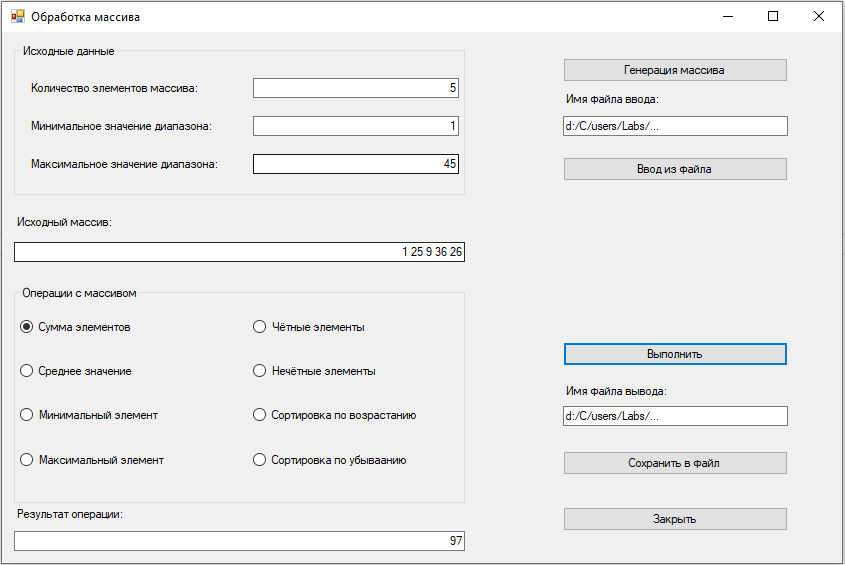 Обработка массива
Исходные данные
Количество элементов массива:
5
Минимальное значение диапазона:
1
Максимальное значение диапазона:
45
Генерация массива
Имя файла ввода:
d:/C/users/Labs/...
Ввод из файла
Исходный массив:
1 25 9 36 26
Операции с массивом
Сумма элементов
Чётные элементы
Среднее значение
Нечётные элементы
Минимальный элемент
Сортировка по возрастанию
Максимальный элемент
Сортировка по убываанию
Выполнить
Имя файла вывода:
d:/C/users/Labs/...
Сохранить в файл
Закрыть
Результат операции:
97